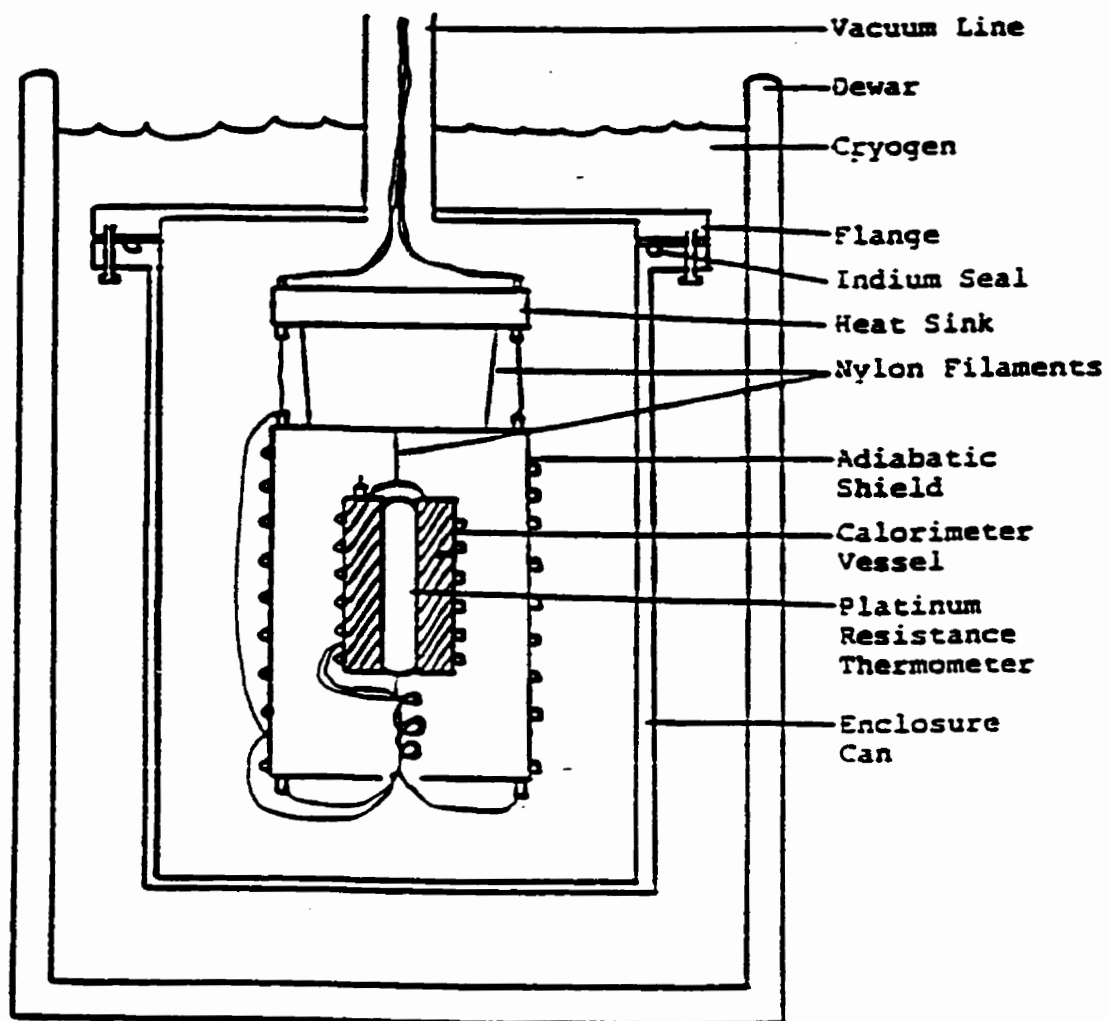 Vacuum Line
Dewar
Cryogen
Flange
Indium Seal
Heat Sink
Nylon Filaments
Adiabatic
Shield
Calorimeter
Vessel
Platinum
Resistance
Thermometer
Enclosure
Can